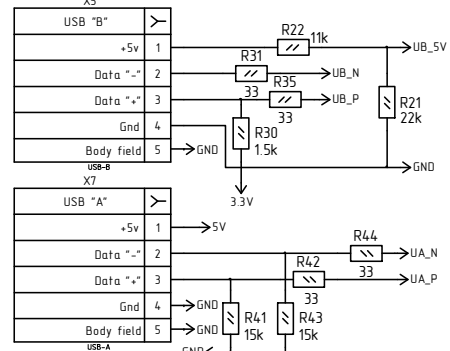 X5
USB "B"
+5v 1
Data "-" 2
Data "+" 3
Gnd 4
Body field 5
USB-B
R22
11k
UB_5V
R31
33
UB_N
R35
33
UB_P
R21
22k
R30
1.5k
GND
GND
3.3V
X7
USB "A"
+5v 1
Data "-" 2
Data "+" 3
Gnd 4
Body field 5
USB-A
5V
R44
33
UA_N
R42
33
UA_P
GND
GND
R41
15k
R43
15k
GND